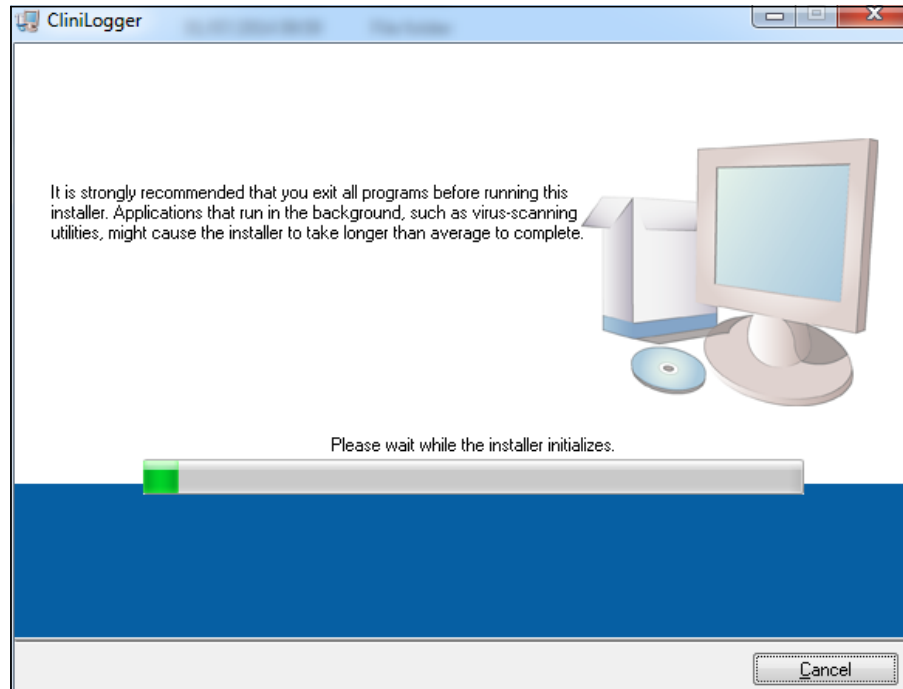 CliniLogger
It is strongly recommended that you exit all programs before running this
installer. Applications that run in the background, such as virus-scanning
utilities, might cause the installer to take longer than average to complete.
Please wait while the installer initializes.
Cancel